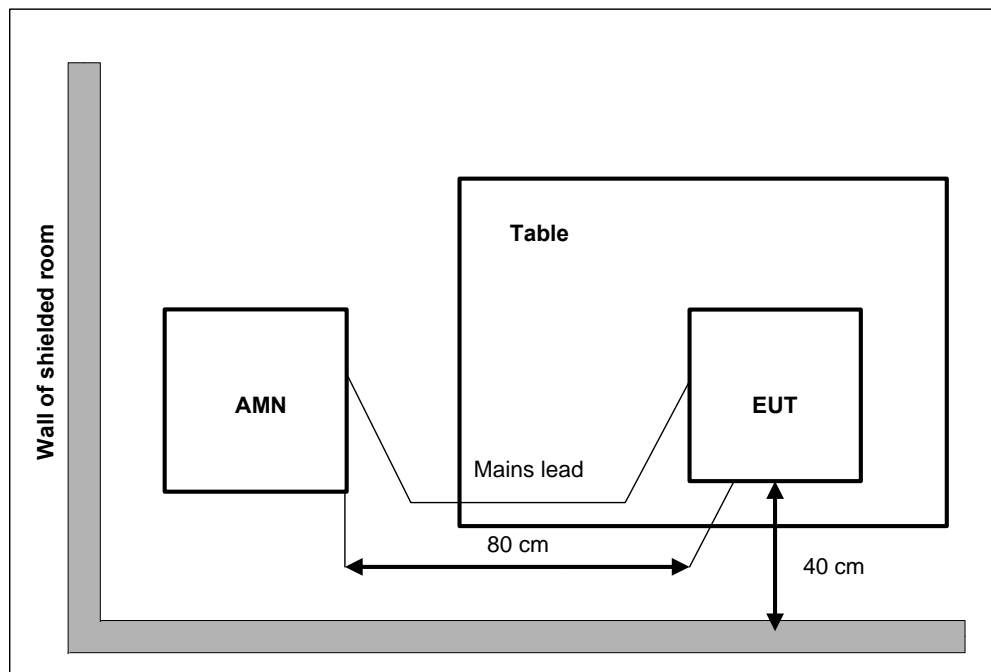 Wall of shielded room
Table
AMN
EUT
Mains lead
80 cm
40 cm